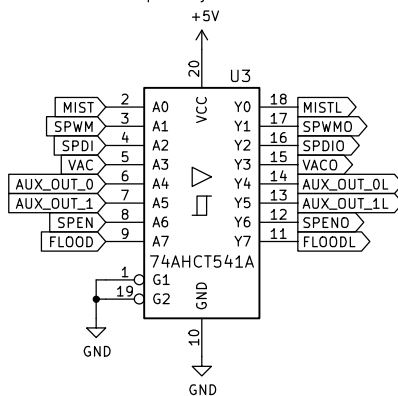 +5V
20
U3
VCC
MIST 2 A0 Y0 18 MISTL
SPWM 3 A1 Y1 17 SPWMO
SPDI 4 A2 Y2 16 SPDIO
VAC 5 A3 Y3 15 VACO
AUX_OUT_0 6 A4 Y4 14 AUX_OUT_0L
AUX_OUT_1 7 A5 Y5 13 AUX_OUT_1L
SPEN 8 A6 Y6 12 SPENO
FLOOD 9 A7 Y7 11 FLOODL
74AHCT541A
1 G1
19 G2
GND
10
GND
GND